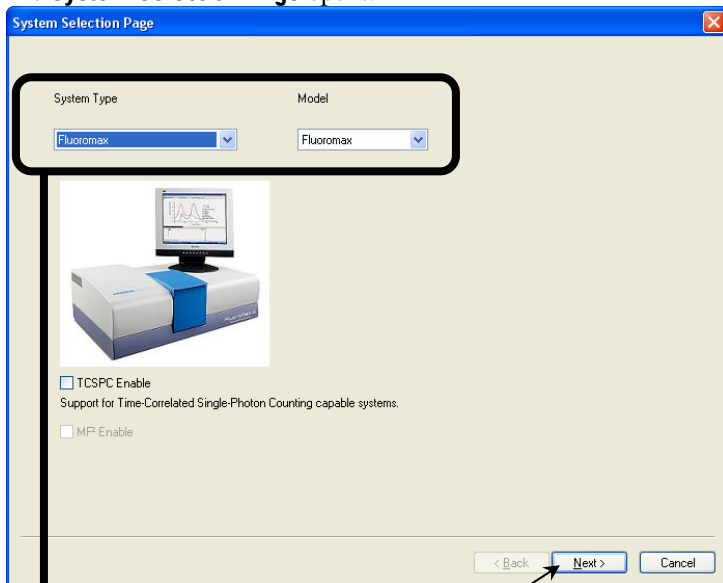 System Selection Page
System Type
Model
Fluoromax
Fluoromax
TCSPC Enable
Support for Time-Correlated Single-Photon Counting capable systems.
MF² Enable
< Back
Next >
Cancel